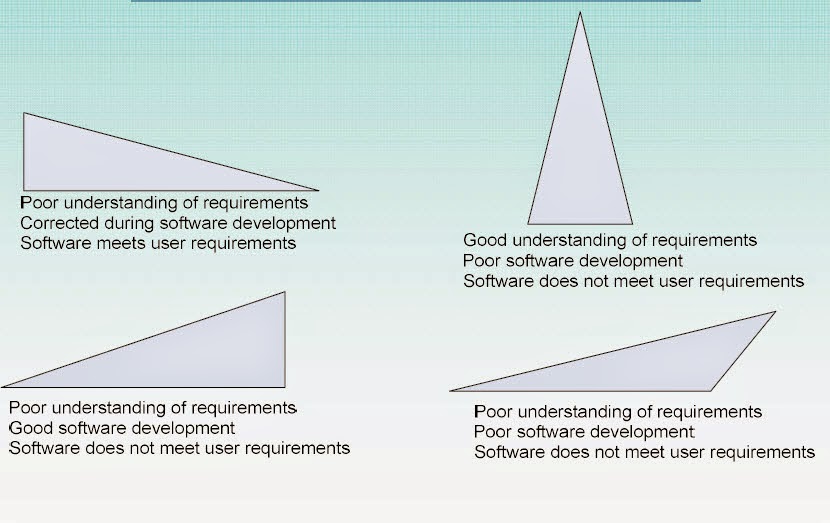 Poor understanding of requirements
Corrected during software development
Software meets user requirements
Good understanding of requirements
Poor software development
Software does not meet user requirements
Poor understanding of requirements
Good software development
Software does not meet user requirements
Poor understanding of requirements
Poor software development
Software does not meet user requirements